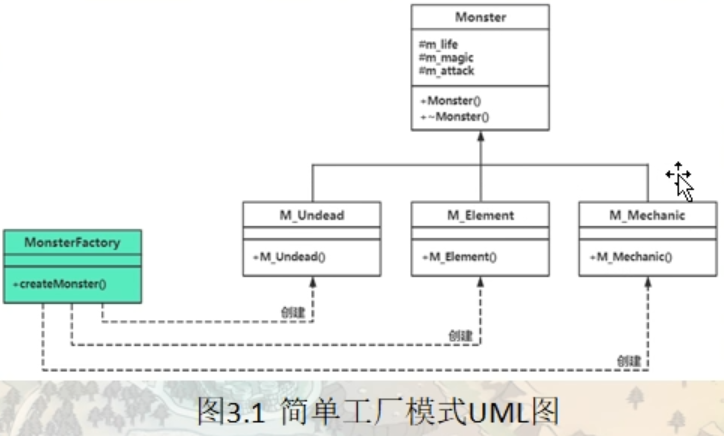 Monster
#m_life
#m_magic
#m_attack
+Monster()
+~Monster()
M_Undead
+M_Undead()
M_Element
+M_Element()
M_Mechanic
+M_Mechanic()
MonsterFactory
+createMonster()
创建
创建
创建
图3.1 简单工厂模式UML图